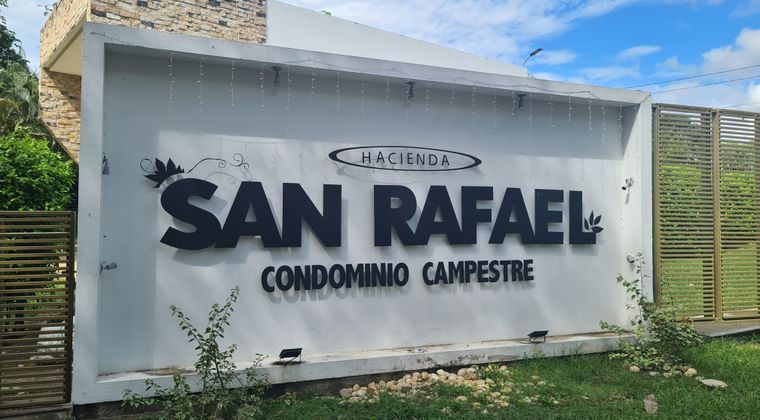 HACIENDA
SAN RAFAEL
CONDOMINIO CAMPESTRE